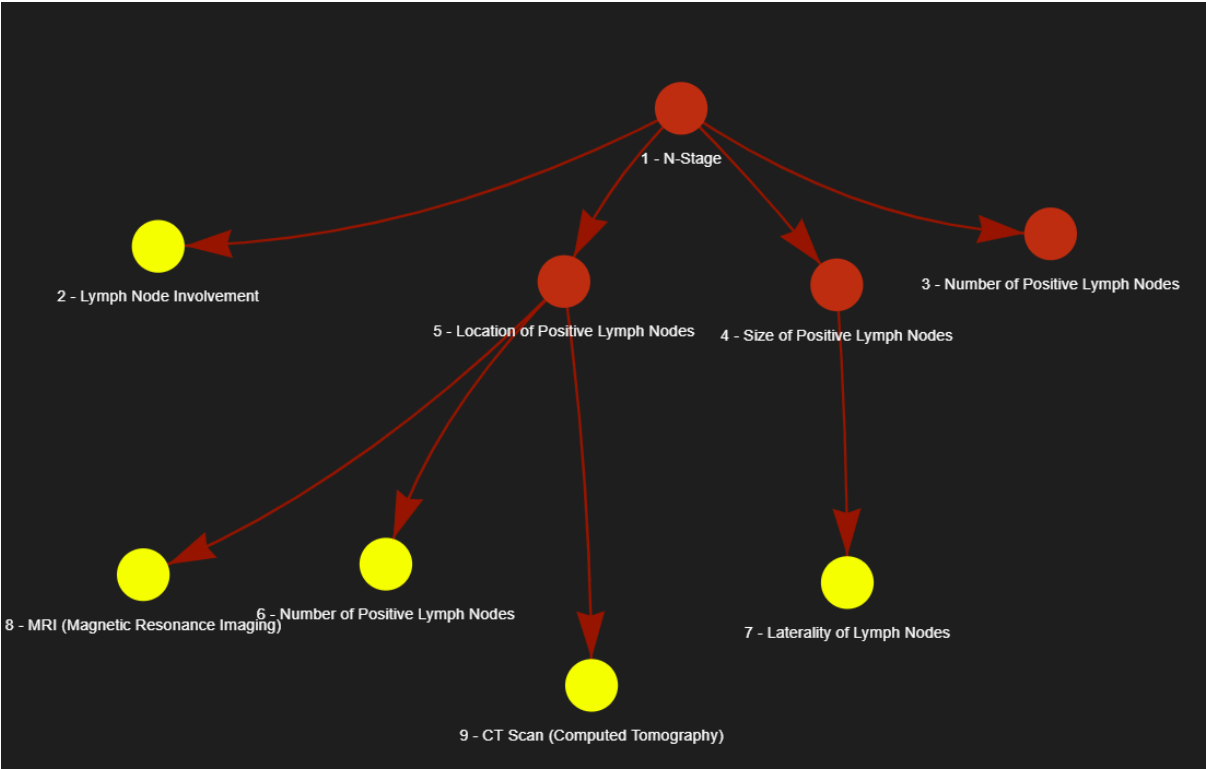 1 - N-Stage
2 - Lymph Node Involvement
3 - Number of Positive Lymph Nodes
5 - Location of Positive Lymph Nodes
4 - Size of Positive Lymph Nodes
8 - MRI (Magnetic Resonance Imaging)
6 - Number of Positive Lymph Nodes
7 - Laterality of Lymph Nodes
9 - CT Scan (Computed Tomography)